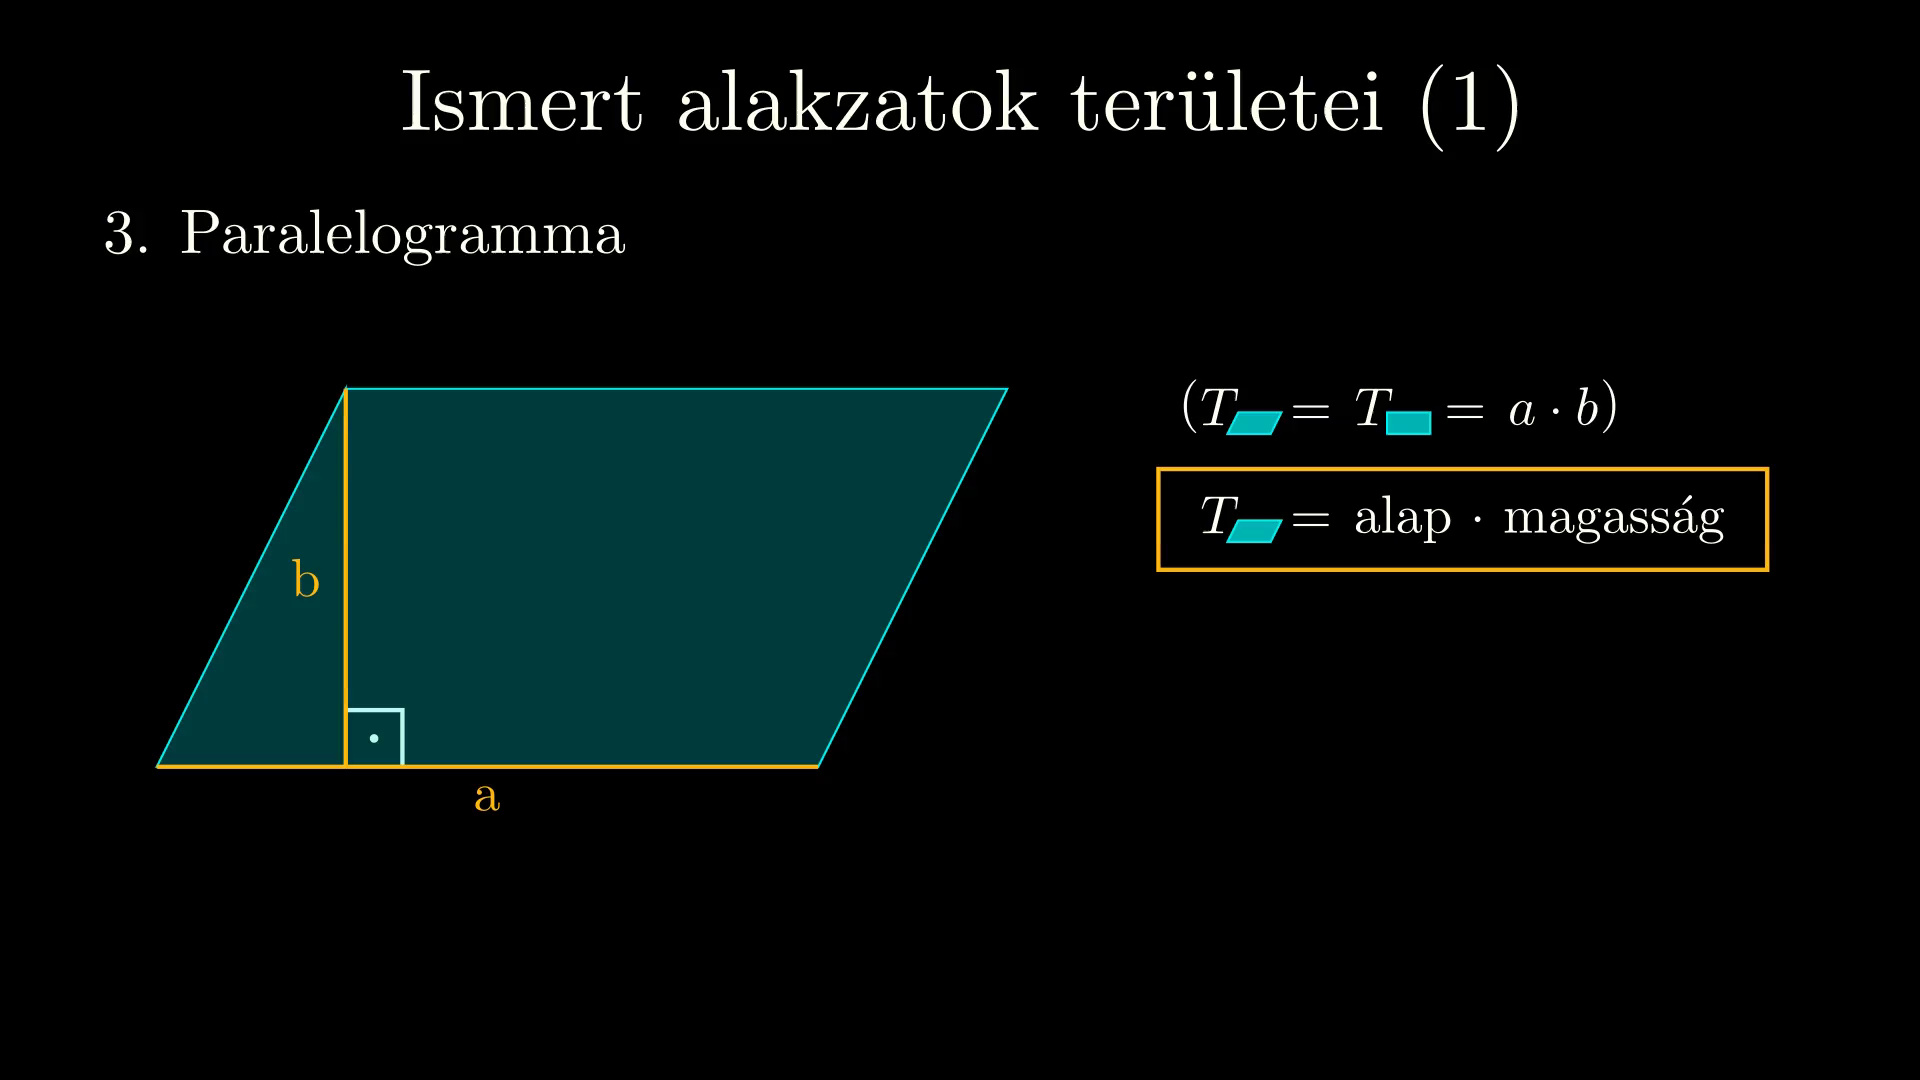 Ismert alakzatok területei (1)
3. Paralelogramma
(T = T = a · b)
T = alap · magasság
b
a